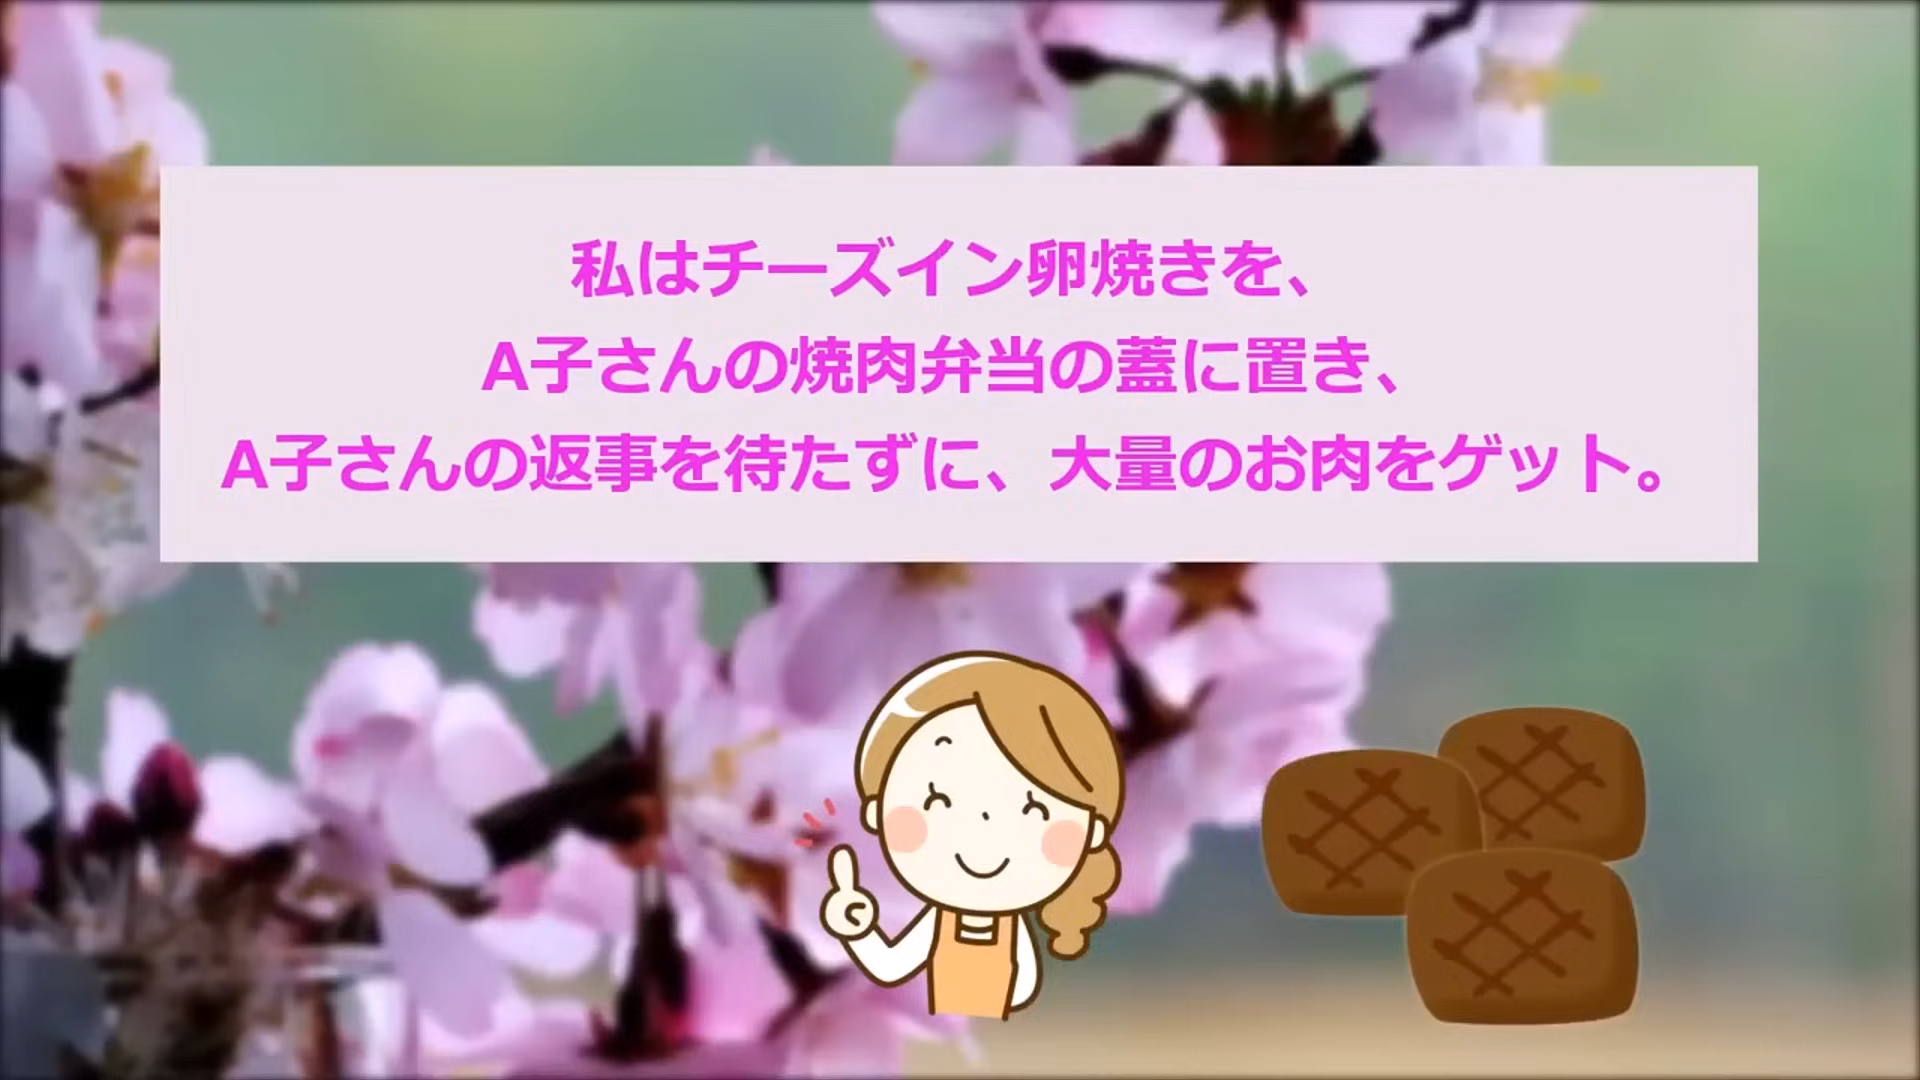 私はチーズイン卵焼きを、
A子さんの焼肉弁当の蓋に置き、
A子さんの返事を待たずに、大量のお肉をゲット。